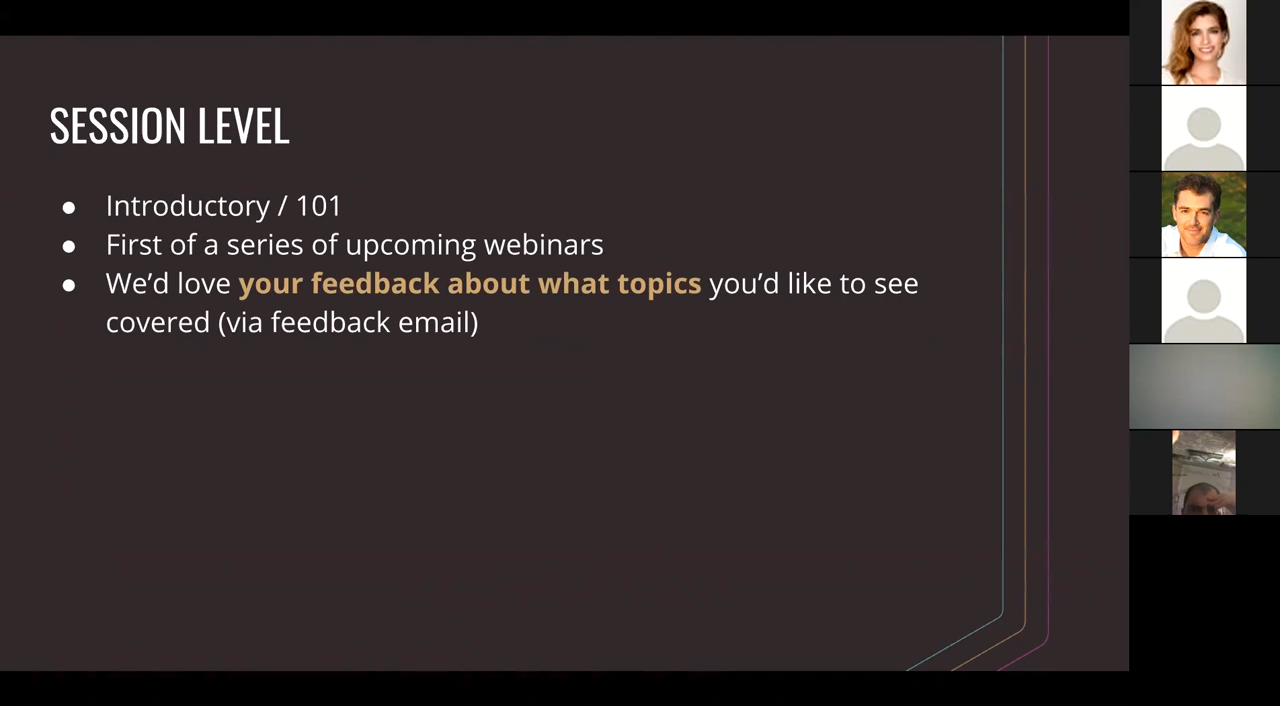 SESSION LEVEL
● Introductory / 101
● First of a series of upcoming webinars
● We’d love your feedback about what topics you’d like to see
covered (via feedback email)